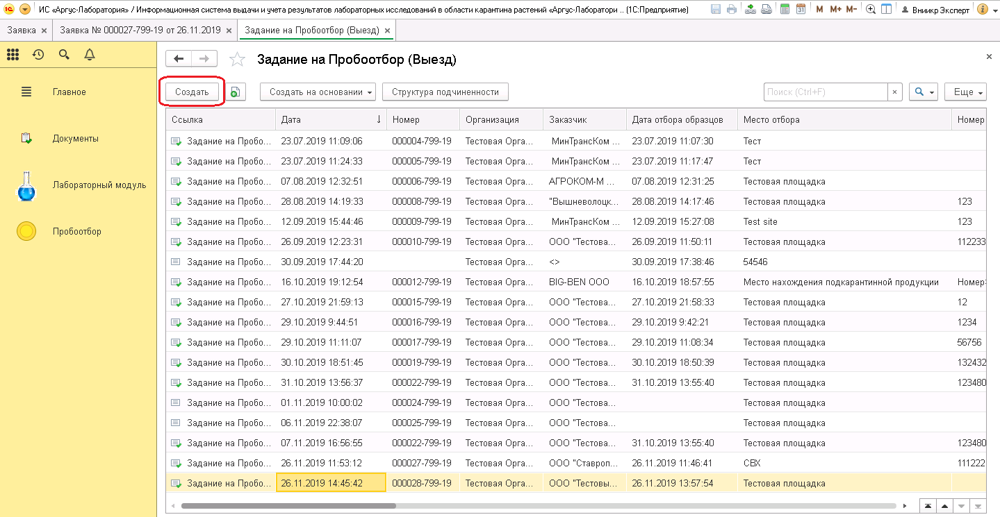 ИС «Аргус-Лаборатория» / Информационная система выдачи и учета результатов лабораторных исследований в области карантина растений «Аргус-Лаборатори .. (1С:Предприятие)
M M+ M- Вниикр Эксперт
Заявка × Заявка № 000027-799-19 от 26.11.2019 × Задание на Пробоотбор (Выезд) ×
Задание на Пробоотбор (Выезд)
Главное
Документы
Лабораторный модуль
Пробоотбор
Создать Создать на основании Структура подчиненности Поиск (Ctrl+F) × Еще
Ссылка Дата ↓ Номер Организация Заказчик Дата отбора образцов Место отбора Номер
Задание на Пробо... 23.07.2019 11:09:06 000004-799-19 Тестовая Орга... МинТрансКом ... 23.07.2019 11:07:30 Тест
Задание на Пробо... 23.07.2019 11:24:33 000005-799-19 Тестовая Орга... МинТрансКом ... 23.07.2019 11:17:47 Тест
Задание на Пробо... 07.08.2019 12:32:51 000006-799-19 Тестовая Орга... АГРОКОМ-М ... 07.08.2019 12:31:25 Тестовая площадка
Задание на Пробо... 28.08.2019 14:19:33 000008-799-19 Тестовая Орга... "Вышневолоцк... 28.08.2019 14:17:46 Тестовая площадка 123
Задание на Пробо... 12.09.2019 15:44:46 000009-799-19 Тестовая Орга... МинТрансКом ... 12.09.2019 15:27:08 Test site 123
Задание на Пробо... 26.09.2019 12:23:31 000010-799-19 Тестовая Орга... ООО "Тестова... 26.09.2019 11:50:11 Тестовая площадка 112233
Задание на Пробо... 30.09.2019 17:44:20 Тестовая Орга... <> 30.09.2019 17:38:46 54546
Задание на Пробо... 16.10.2019 19:12:54 000012-799-19 Тестовая Орга... BIG-BEN ООО 16.10.2019 18:57:55 Место нахождения подкарантинной продукции Номер
Задание на Пробо... 27.10.2019 21:59:13 000015-799-19 Тестовая Орга... ООО "Тестова... 27.10.2019 21:58:33 Тестовая площадка 12
Задание на Пробо... 29.10.2019 9:44:51 000016-799-19 Тестовая Орга... ООО "Тестова... 29.10.2019 9:42:21 Тестовая площадка 1234
Задание на Пробо... 29.10.2019 11:11:07 000017-799-19 Тестовая Орга... ООО "Тестова... 29.10.2019 11:08:34 Тестовая площадка 56756
Задание на Пробо... 30.10.2019 18:51:45 000019-799-19 Тестовая Орга... ООО "Тестова... 30.10.2019 18:50:39 Тестовая площадка 132432
Задание на Пробо... 31.10.2019 13:56:37 000022-799-19 Тестовая Орга... ООО "Тестова... 31.10.2019 13:55:40 Тестовая площадка 123480
Задание на Пробо... 01.11.2019 10:00:02 000024-799-19 Тестовая Орга... ООО "Тестова... Тестовая площадка
Задание на Пробо... 06.11.2019 22:38:07 000025-799-19 Тестовая Орга... ООО "Тестова... Тестовая площадка
Задание на Пробо... 07.11.2019 16:56:55 000022-799-19 Тестовая Орга... ООО "Тестова... 31.10.2019 13:55:40 Тестовая площадка 123480
Задание на Пробо... 26.11.2019 11:53:12 000027-799-19 Тестовая Орга... ООО "Ставроп... 26.11.2019 11:46:41 СВХ 111222
Задание на Пробо... 26.11.2019 14:45:42 000028-799-19 Тестовая Орга... ООО "Тестовы... 26.11.2019 13:57:54 Тестовая площадка